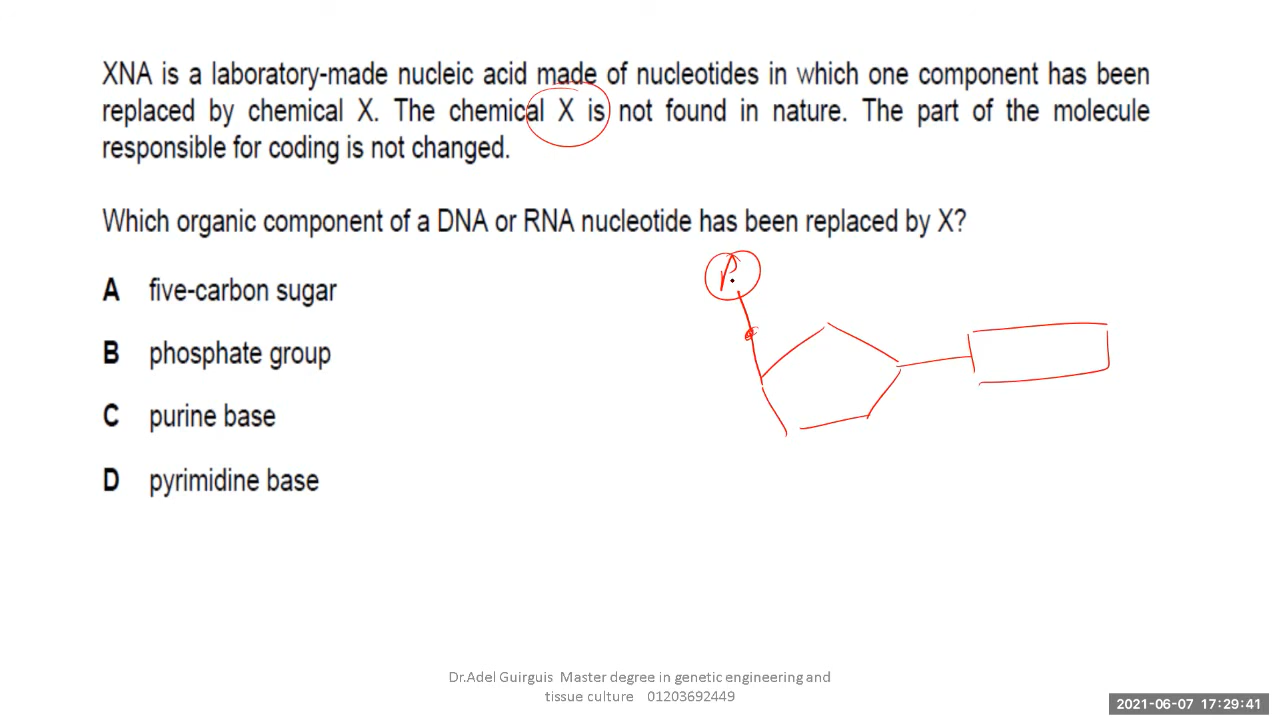 XNA is a laboratory-made nucleic acid made of nucleotides in which one component has been
replaced by chemical X. The chemical X is not found in nature. The part of the molecule
responsible for coding is not changed.
Which organic component of a DNA or RNA nucleotide has been replaced by X?
A five-carbon sugar
B phosphate group
C purine base
D pyrimidine base
P
Dr.Adel Guirguis Master degree in genetic engineering and
tissue culture 01203692449
2021-06-07 17:29:41